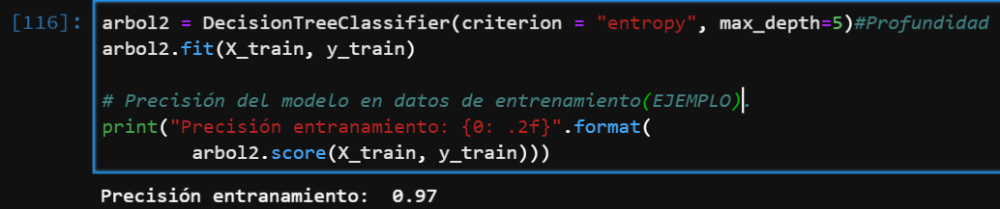 [116]: arbol2 = DecisionTreeClassifier(criterion = "entropy", max_depth=5)#Profundidad
arbol2.fit(X_train, y_train)
# Precisión del modelo en datos de entrenamiento(EJEMPLO).
print("Precisión entranamiento: {0: .2f}".format(
arbol2.score(X_train, y_train)))
Precisión entranamiento:  0.97